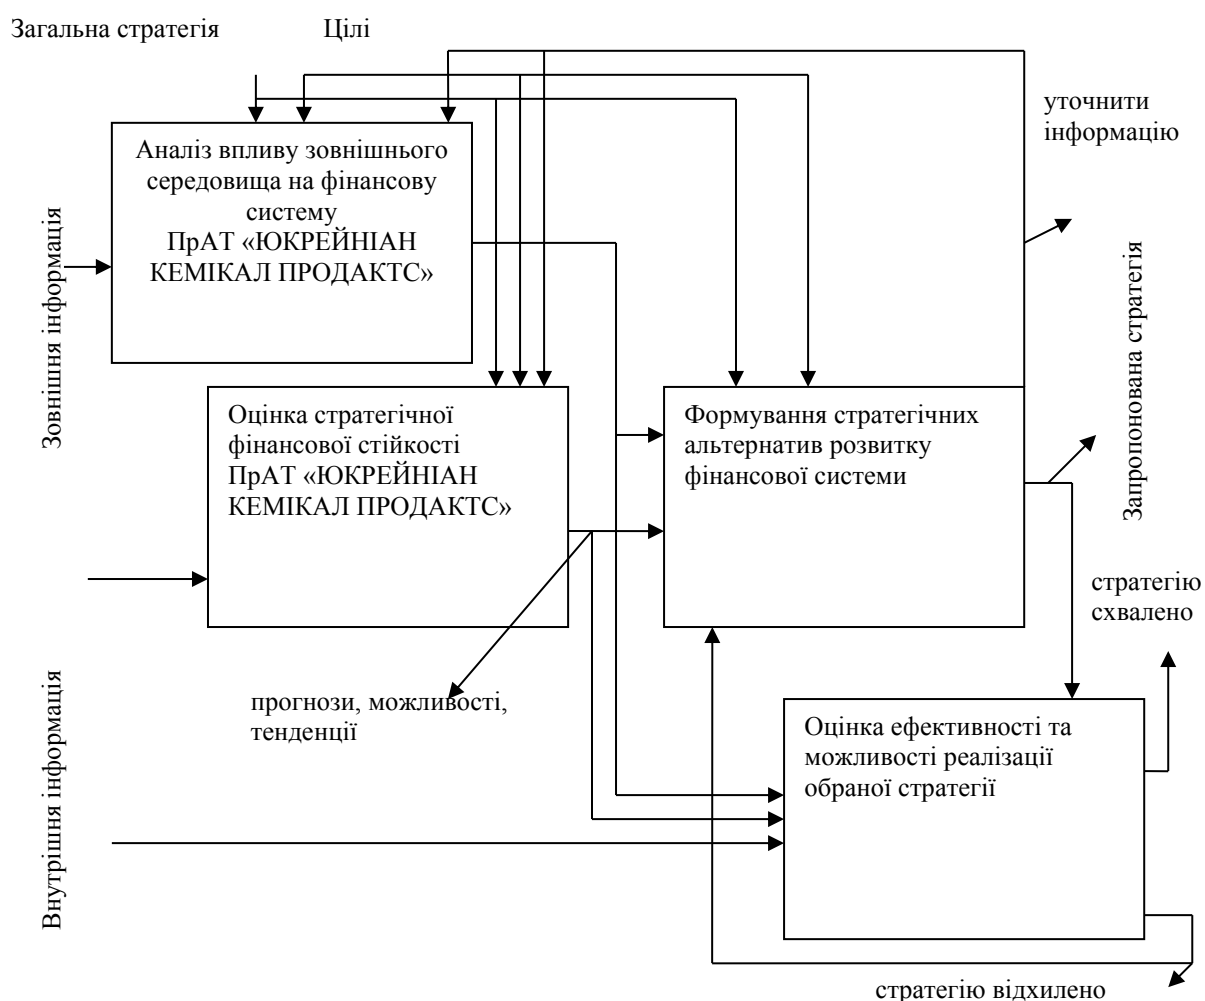 Загальна стратегія
Цілі
уточнити
інформацію
Аналіз впливу зовнішнього
середовища на фінансову
систему
ПрАТ «ЮКРЕЙНІАН
КЕМІКАЛ ПРОДАКТС»
Зовнішня інформація
Запропонована стратегія
Оцінка стратегічної
фінансової стійкості
ПрАТ «ЮКРЕЙНІАН
КЕМІКАЛ ПРОДАКТС»
Формування стратегічних
альтернатив розвитку
фінансової системи
стратегію
схвалено
прогнози, можливості,
тенденції
Внутрішня інформація
Оцінка ефективності та
можливості реалізації
обраної стратегії
стратегію відхилено